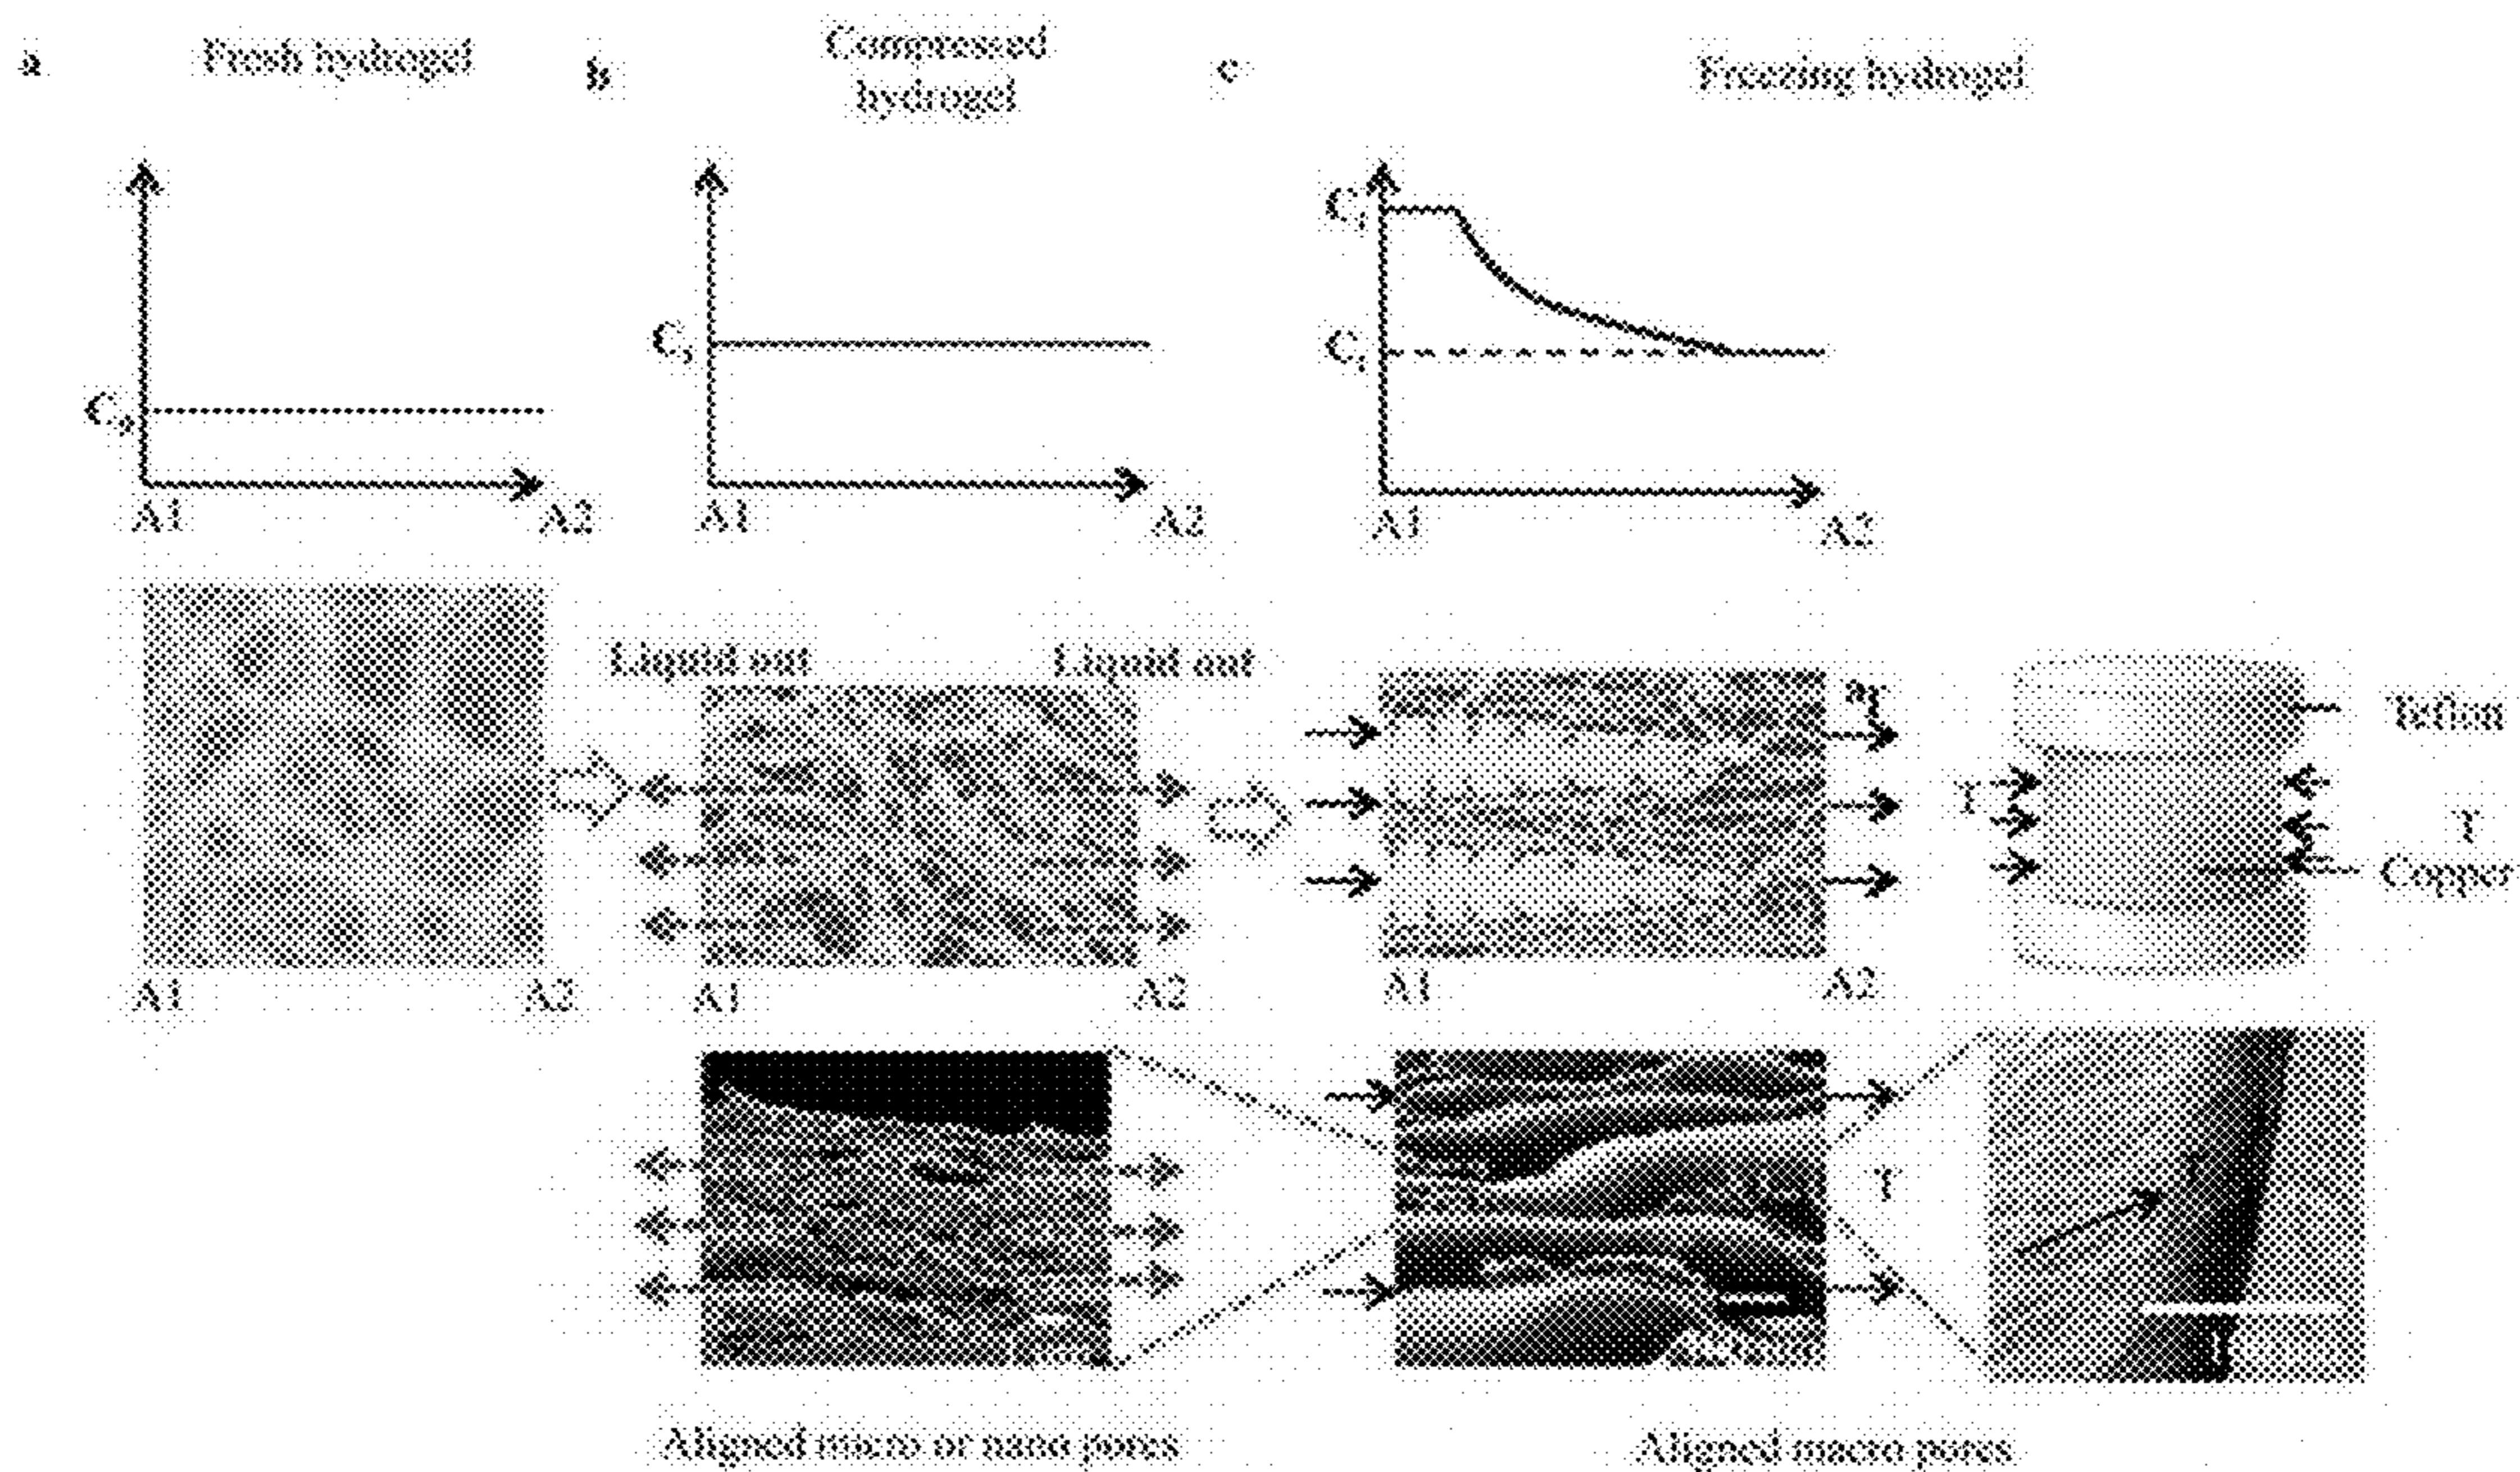 a
Fresh hydrogel
b
Compressed
hydrogel
c
Freezing hydrogel
C₀
A1
A2
Cᵢ
A1
A2
A1
A2
Liquid out
Liquid out
Teflon
T
T
Copper
A1
A2
A1
A2
A1
A2
T
Aligned micro or nano pores
Aligned macro pores